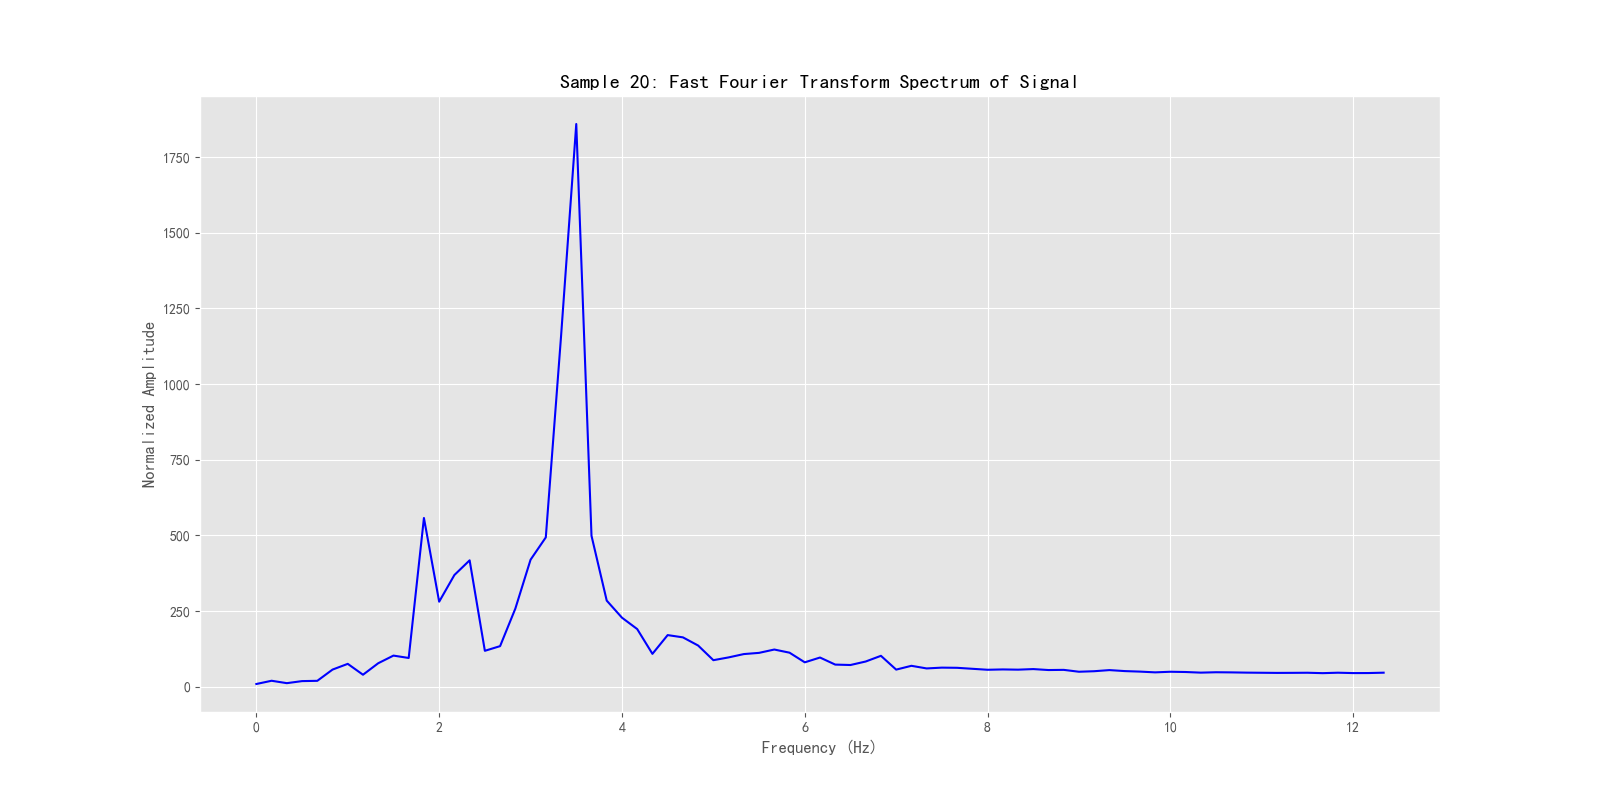 Sample 20: Fast Fourier Transform Spectrum of Signal
Normalized Amplitude
1750
1500
1250
1000
750
500
250
0
0 2 4 6 8 10 12
Frequency (Hz)